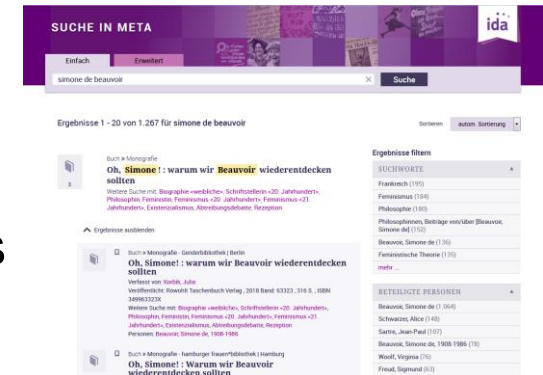 SUCHE IN META
ida
Einfach
Erweitert
simone de beauvoir
×
Suche
Ergebnisse 1 - 20 von 1.267 für simone de beauvoir
Sortieren
autom. Sortierung
Buch » Monografie
Oh, Simone! : warum wir Beauvoir wiederentdecken
sollten
Weitere Suche mit: Biographie «weibliche», Schriftstellerin «20. Jahrhundert»,
Philosophin, Feministin, Feminismus «20. Jahrhundert», Feminismus «21.
Jahrhundert», Existenzialismus, Abtreibungsdebatte, Rezeption
Ergebnisse ausblenden
Buch » Monografie - Genderbibliothek | Berlin
Oh, Simone! : warum wir Beauvoir wiederentdecken
sollten
Verfasst von: Korbik, Julia
Veröffentlicht: Rowohlt Taschenbuch Verlag , 2018 Band: 63323 , 316 S. , ISBN
349963323X
Weitere Suche mit: Biographie «weibliche», Schriftstellerin «20. Jahrhundert»,
Philosophin, Feministin, Feminismus «20. Jahrhundert», Feminismus «21.
Jahrhundert», Existenzialismus, Abtreibungsdebatte, Rezeption
Personen: Beauvoir, Simone de, 1908-1986
Buch » Monografie - hamburger frauen*bibliothek | Hamburg
Oh, Simone! : Warum wir Beauvoir
wiederentdecken sollten
Ergebnisse filtern
SUCHWORTE
Frankreich (195)
Feminismus (184)
Philosophie (180)
Philosophinnen, Beiträge von/über [Beauvoir,
Simone de] (152)
Beauvoir, Simone de (136)
Feministische Theorie (135)
mehr ...
BETEILIGTE PERSONEN
Beauvoir, Simone de (1.064)
Schwarzer, Alice (148)
Sartre, Jean-Paul (107)
Beauvoir, Simone de, 1908-1986 (78)
Woolf, Virginia (76)
Freud, Sigmund (63)
s